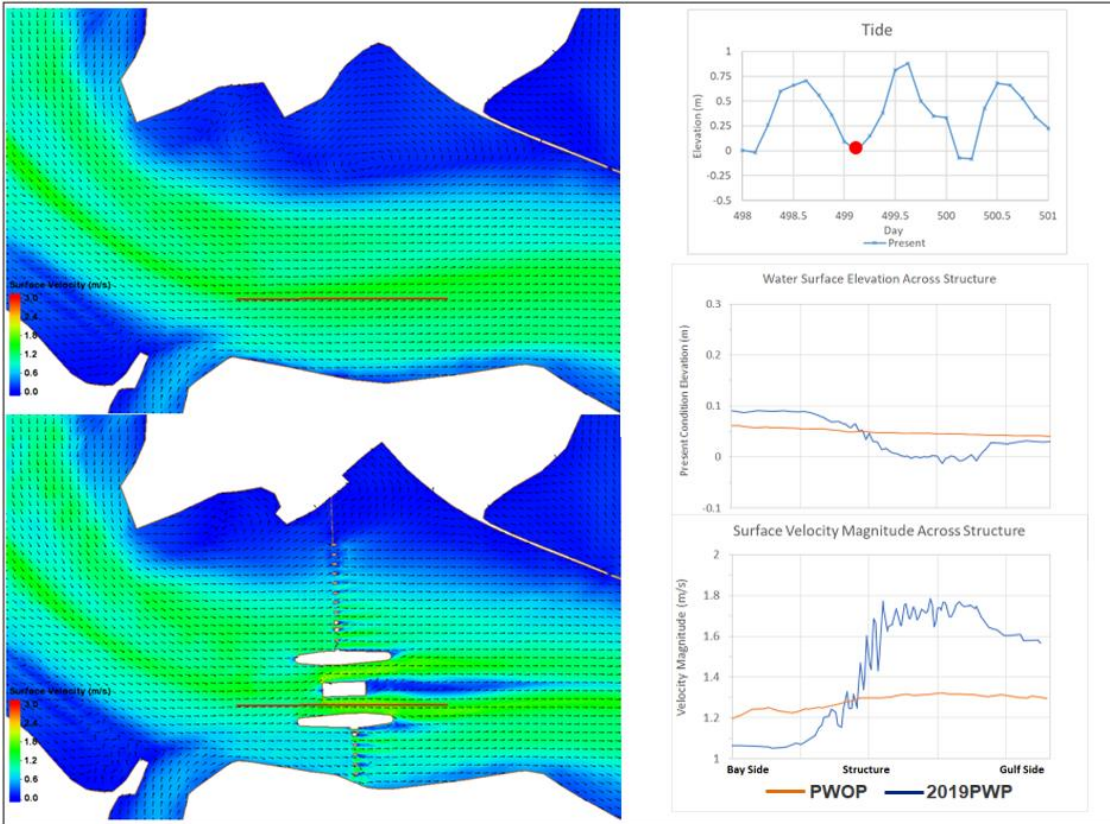 Surface Velocity (m/s)
3.0
2.4
1.8
1.2
0.6
0.0
Surface Velocity (m/s)
3.0
2.4
1.8
1.2
0.6
0.0
Tide
Elevation (m)
1
0.75
0.5
0.25
0
-0.25
-0.5
498 498.5 499 499.5 500 500.5 501
Day
Present
Water Surface Elevation Across Structure
Present Condition Elevation (m)
0.3
0.2
0.1
0
-0.1
Surface Velocity Magnitude Across Structure
Velocity Magnitude (m/s)
2
1.8
1.6
1.4
1.2
1
Bay Side Structure Gulf Side
PWOP 2019PWP